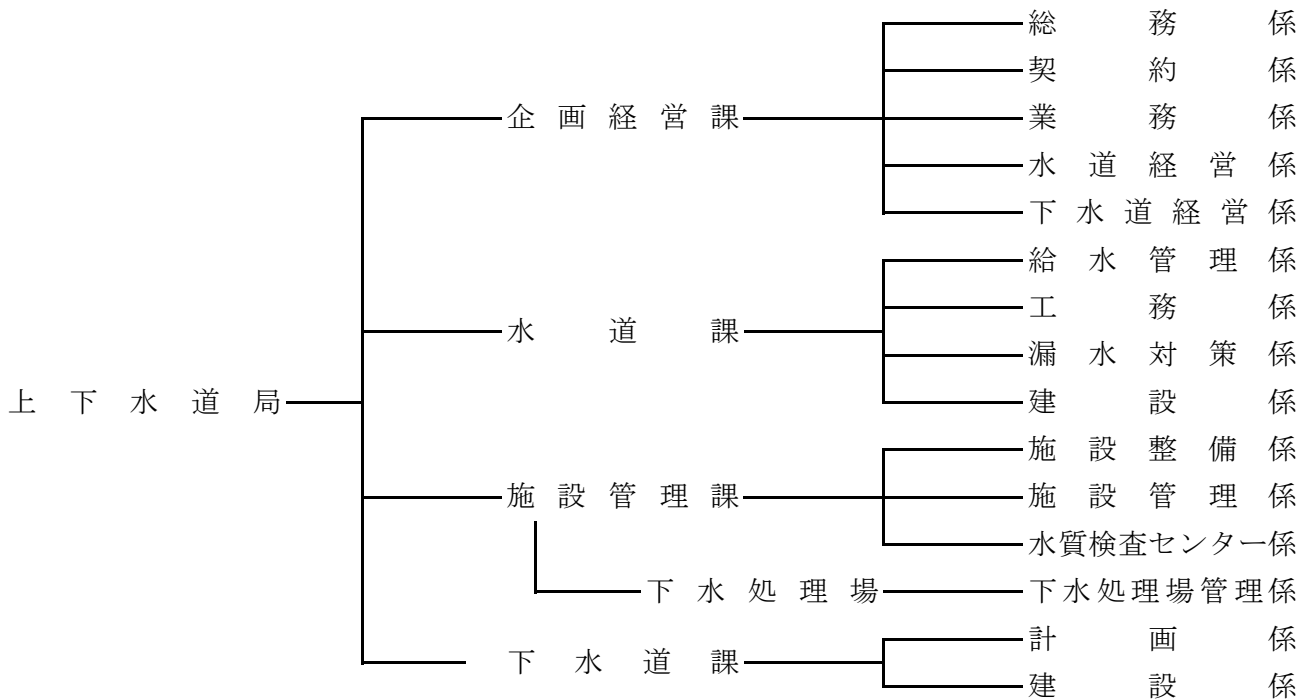 総務係
契約係
企画経営課
業務係
水道経営係
下水道経営係
給水管理係
工務係
水道課
漏水対策係
上下水道局
建設係
施設整備係
施設管理課
施設管理係
水質検査センター係
下水処理場
下水処理場管理係
計画係
下水道課
建設係